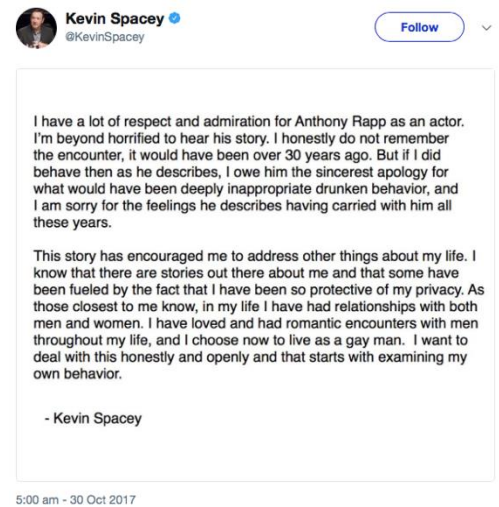 Kevin Spacey
@KevinSpacey
Follow
I have a lot of respect and admiration for Anthony Rapp as an actor.
I'm beyond horrified to hear his story. I honestly do not remember
the encounter, it would have been over 30 years ago. But if I did
behave then as he describes, I owe him the sincerest apology for
what would have been deeply inappropriate drunken behavior, and
I am sorry for the feelings he describes having carried with him all
these years.
This story has encouraged me to address other things about my life. I
know that there are stories out there about me and that some have
been fueled by the fact that I have been so protective of my privacy. As
those closest to me know, in my life I have had relationships with both
men and women. I have loved and had romantic encounters with men
throughout my life, and I choose now to live as a gay man. I want to
deal with this honestly and openly and that starts with examining my
own behavior.
- Kevin Spacey
5:00 am - 30 Oct 2017